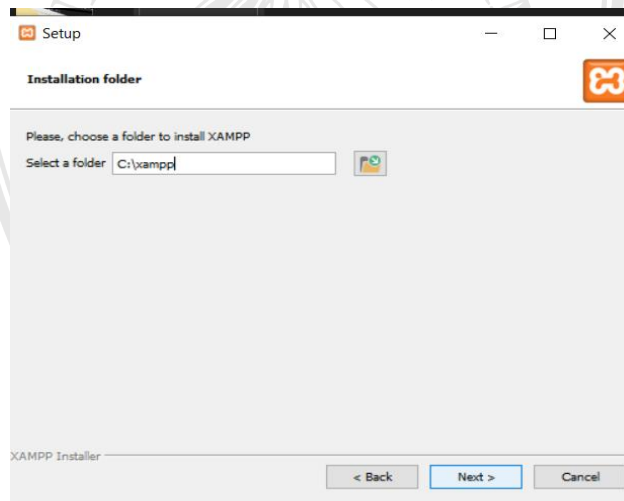 Setup
Installation folder
Please, choose a folder to install XAMPP
Select a folder C:\xampp
XAMPP Installer
< Back Next > Cancel